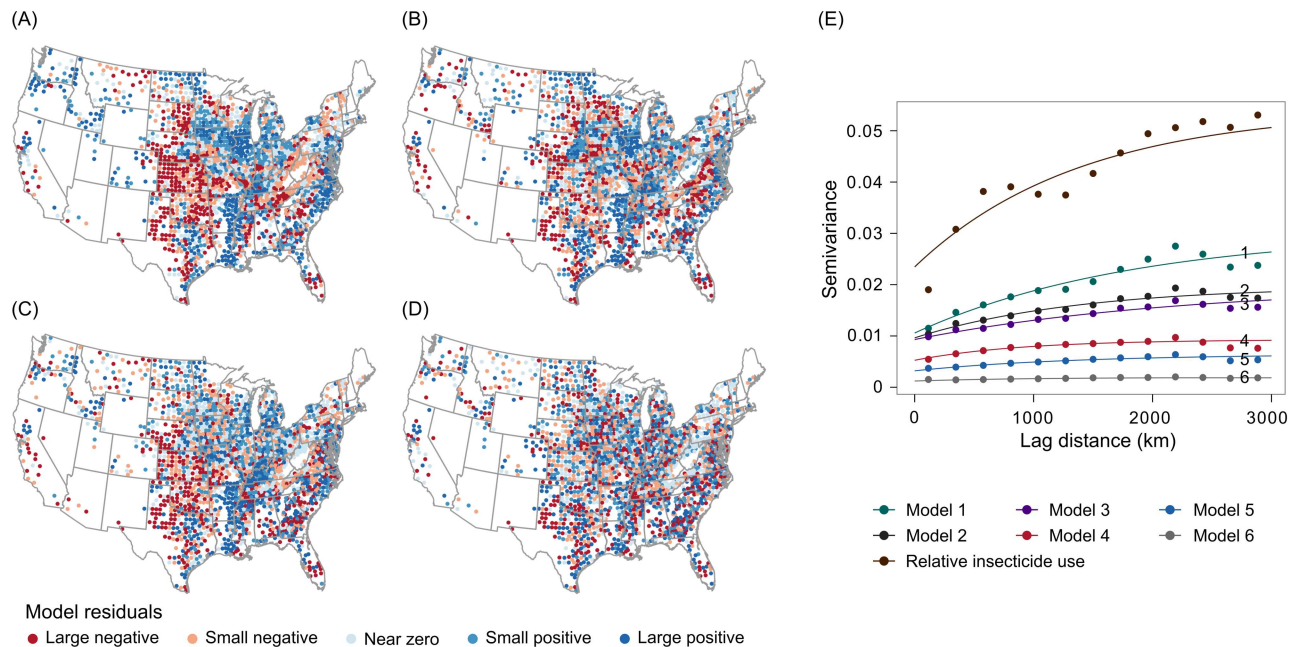 (A)
(B)
(C)
(D)
Model residuals
Large negative
Small negative
Near zero
Small positive
Large positive
(E)
Semivariance
0.05
0.04
0.03
0.02
0.01
0
1
2
3
4
5
6
0
1000
2000
3000
Lag distance (km)
Model 1
Model 3
Model 5
Model 2
Model 4
Model 6
Relative insecticide use